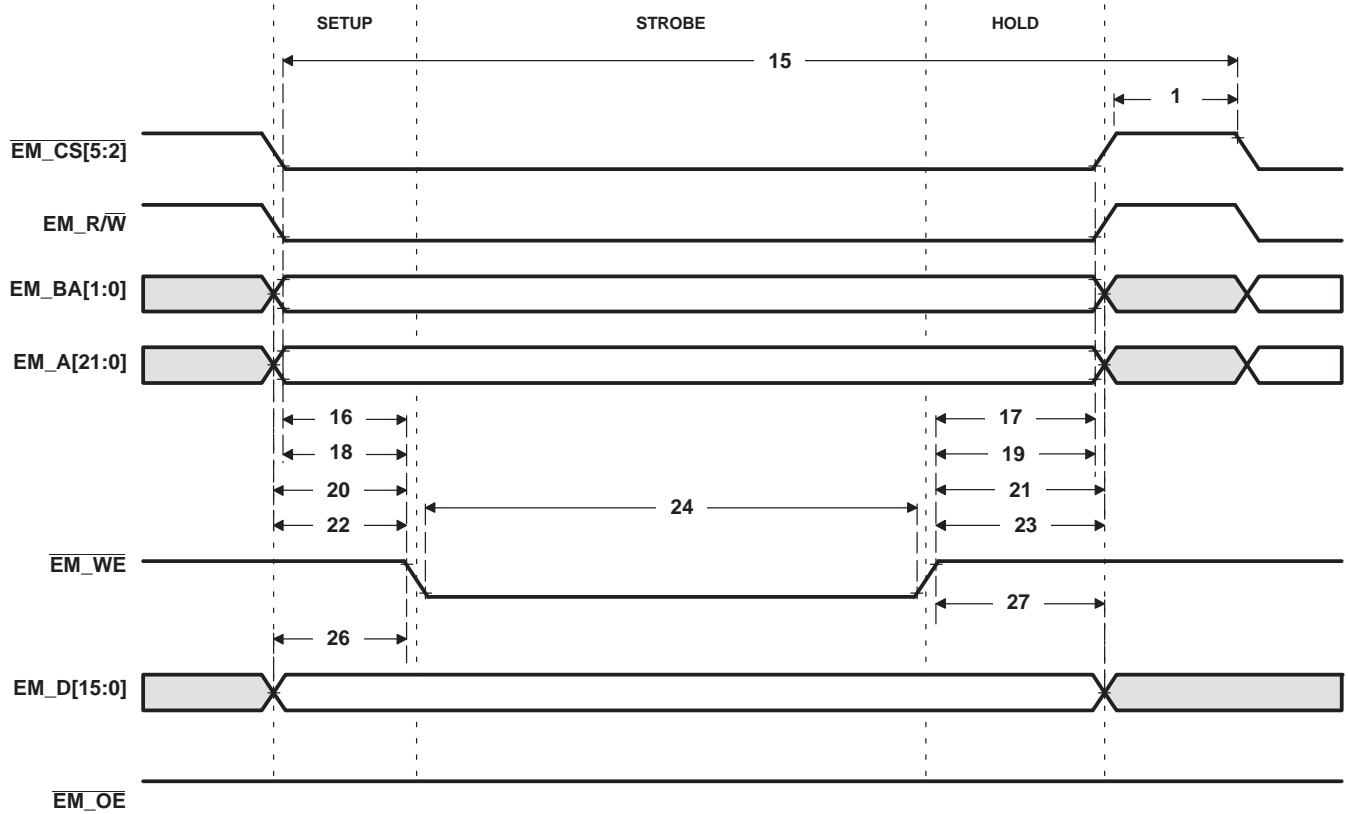 SETUP STROBE HOLD
15
1
EM_CS[5:2]
EM_R/W
EM_BA[1:0]
EM_A[21:0]
16 17
18 19
20 21
22 24 23
EM_WE
27
26
EM_D[15:0]
EM_OE